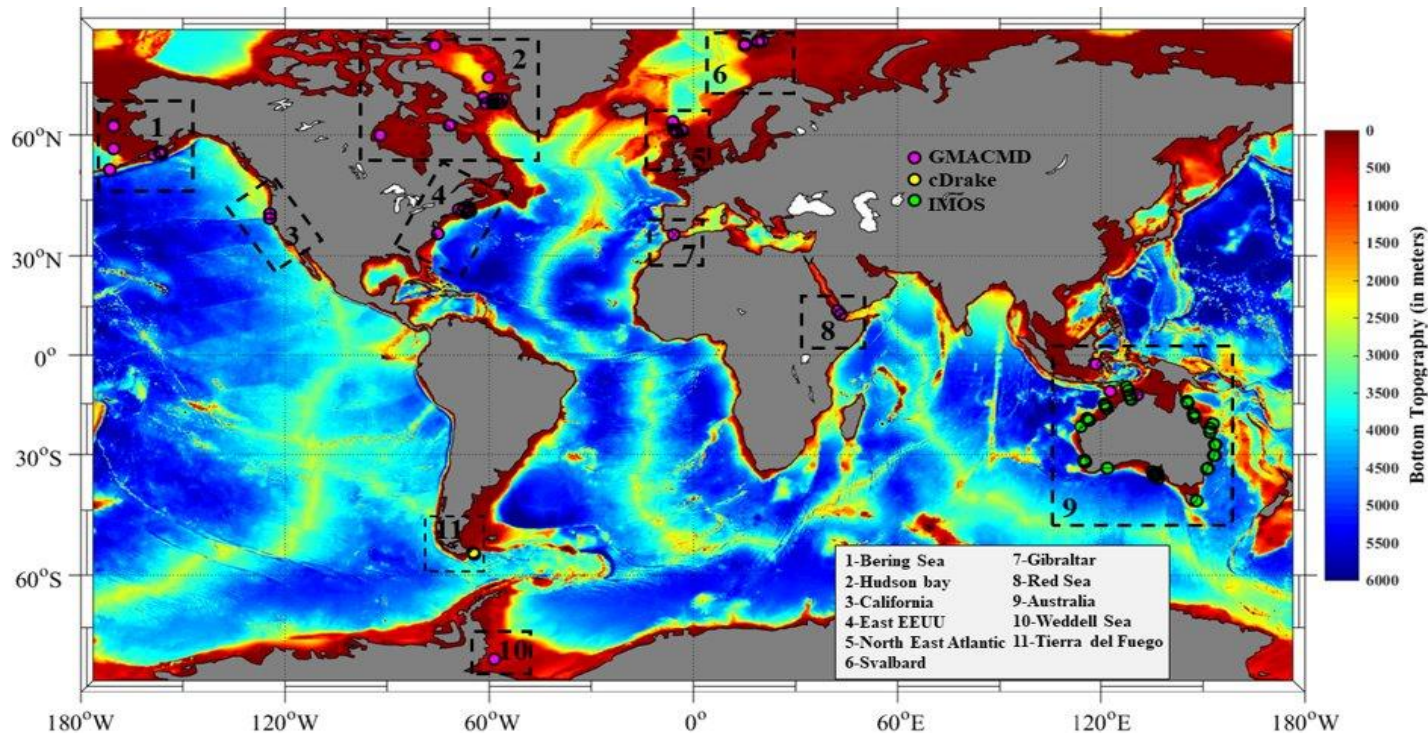 2
6
60°N
1
5
GMACMD
cDrake
IMOS
4
3
30°N
7
8
0°
30°S
9
11
60°S
10
1-Bering Sea
2-Hudson bay
3-California
4-East EEUU
5-North East Atlantic
6-Svalbard
7-Gibraltar
8-Red Sea
9-Australia
10-Weddell Sea
11-Tierra del Fuego
180°W
120°W
60°W
0°
60°E
120°E
180°W
0
500
1000
1500
2000
2500
3000
3500
4000
4500
5000
5500
6000
Bottom Topography (in meters)